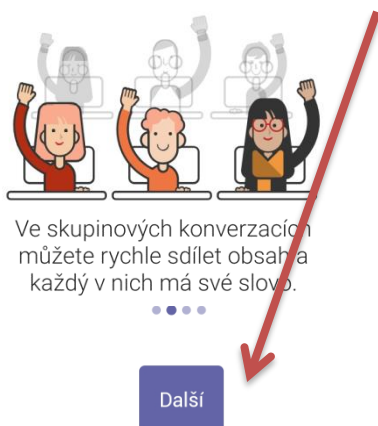 Ve skupinových konverzacích
můžete rychle sdílet obsah a
každý v nich má své slovo.
Další